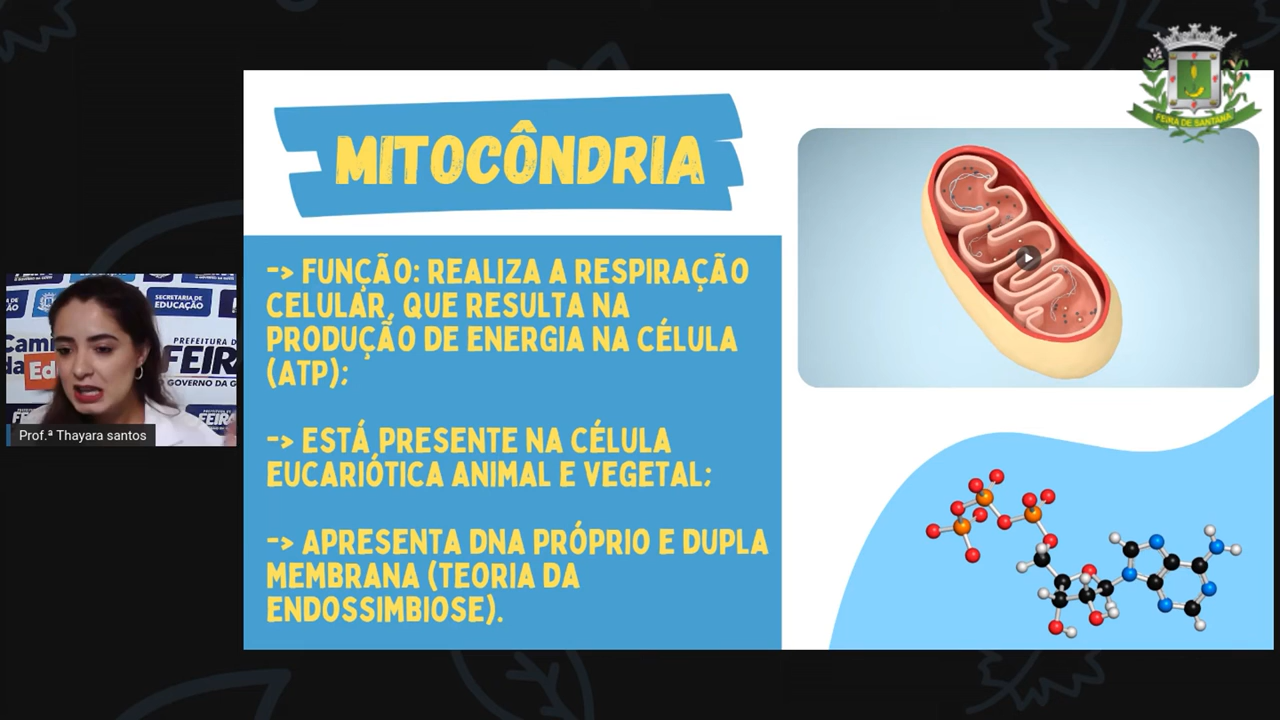 FEIRA DE SANTANA
MITOCÔNDRIA
-> FUNÇÃO: REALIZA A RESPIRAÇÃO
CELULAR, QUE RESULTA NA
PRODUÇÃO DE ENERGIA NA CÉLULA
(ATP);
-> ESTÁ PRESENTE NA CÉLULA
EUCARIÓTICA ANIMAL E VEGETAL;
-> APRESENTA DNA PRÓPRIO E DUPLA
MEMBRANA (TEORIA DA
ENDOSSIMBIOSE).
SECRETARIA DE
EDUCAÇÃO
PREFEITURA D
FEIR
GOVERNO DA G
Prof.ª Thayara santos